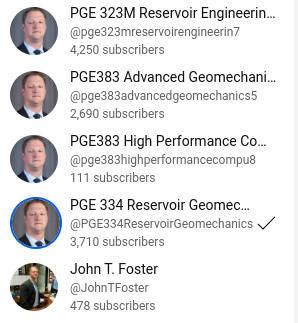 PGE 323M Reservoir Engineerin...
@pge323mreservoirengineerin7
4,250 subscribers
PGE383 Advanced Geomechani...
@pge383advancedgeomechanics5
2,690 subscribers
PGE383 High Performance Co...
@pge383highperformancecompu8
111 subscribers
PGE 334 Reservoir Geomec...
@PGE334ReservoirGeomechanics
3,710 subscribers
John T. Foster
@JohnTFoster
478 subscribers